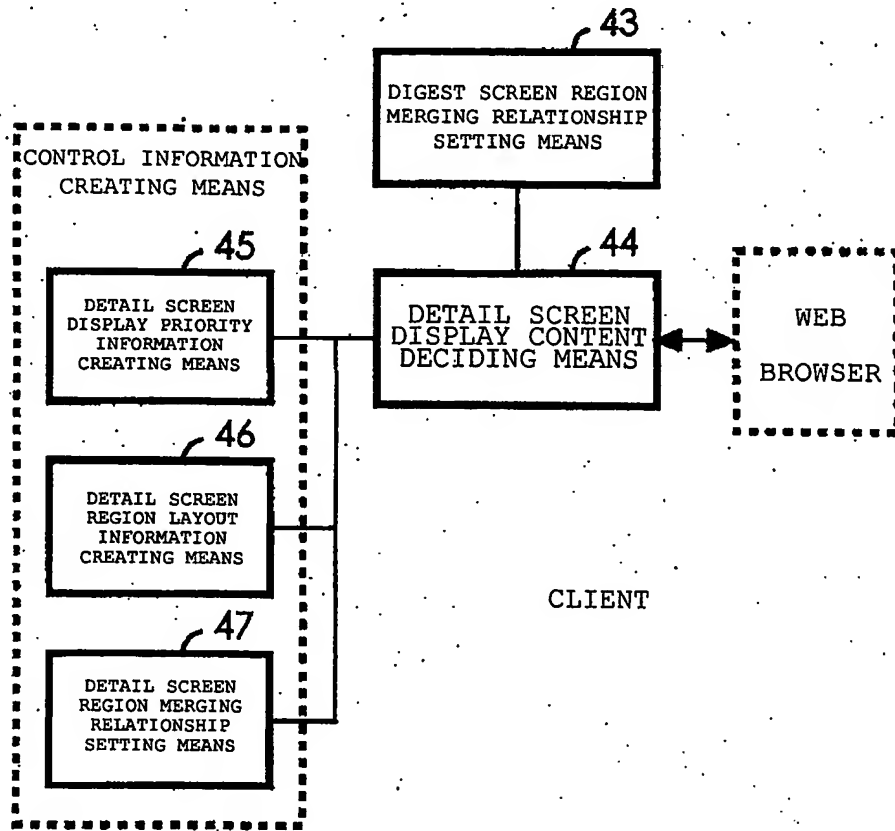 43
DIGEST SCREEN REGION
MERGING RELATIONSHIP
SETTING MEANS
CONTROL INFORMATION
CREATING MEANS
45
DETAIL SCREEN
DISPLAY PRIORITY
INFORMATION
CREATING MEANS
44
DETAIL SCREEN
DISPLAY CONTENT
DECIDING MEANS
WEB
BROWSER
46
DETAIL SCREEN
REGION LAYOUT
INFORMATION
CREATING MEANS
CLIENT
47
DETAIL SCREEN
REGION MERGING
RELATIONSHIP
SETTING MEANS